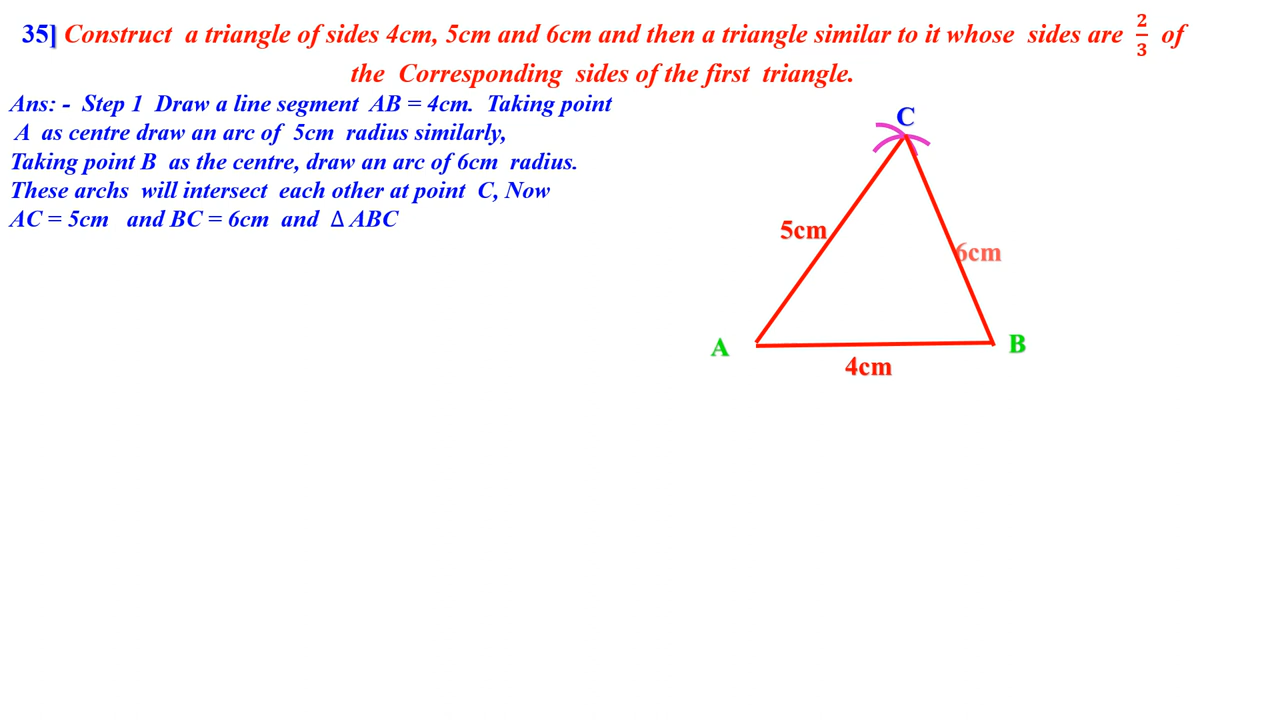 35] Construct a triangle of sides 4cm, 5cm and 6cm and then a triangle similar to it whose sides are 2/3 of
the Corresponding sides of the first triangle.
Ans: - Step 1 Draw a line segment AB = 4cm. Taking point
A as centre draw an arc of 5cm radius similarly,
Taking point B as the centre, draw an arc of 6cm radius.
These archs will intersect each other at point C, Now
AC = 5cm and BC = 6cm and Δ ABC
C
5cm
6cm
A
B
4cm